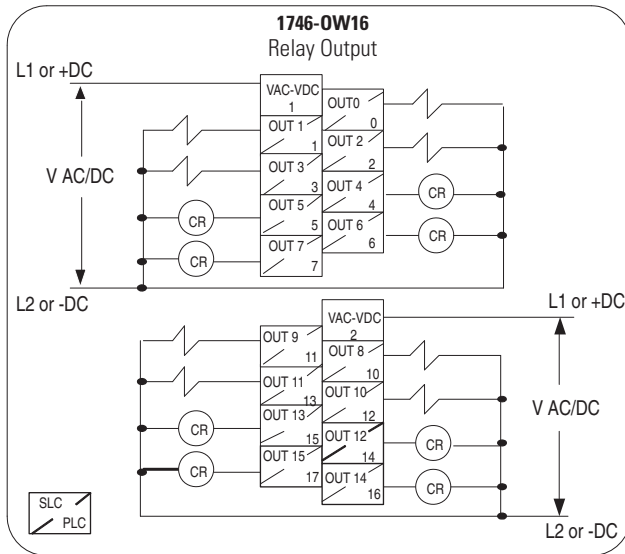 1746-OW16
Relay Output
L1 or +DC
VAC-VDC
1
OUT0
0
OUT 1
1
OUT 2
2
OUT 3
3
OUT 4
4
OUT 5
5
OUT 6
6
OUT 7
7
CR
CR
CR
CR
V AC/DC
L2 or -DC
L1 or +DC
VAC-VDC
2
OUT 9
11
OUT 8
10
OUT 11
13
OUT 10
12
OUT 13
15
OUT 12
14
OUT 15
17
OUT 14
16
CR
CR
CR
CR
V AC/DC
SLC
PLC
L2 or -DC